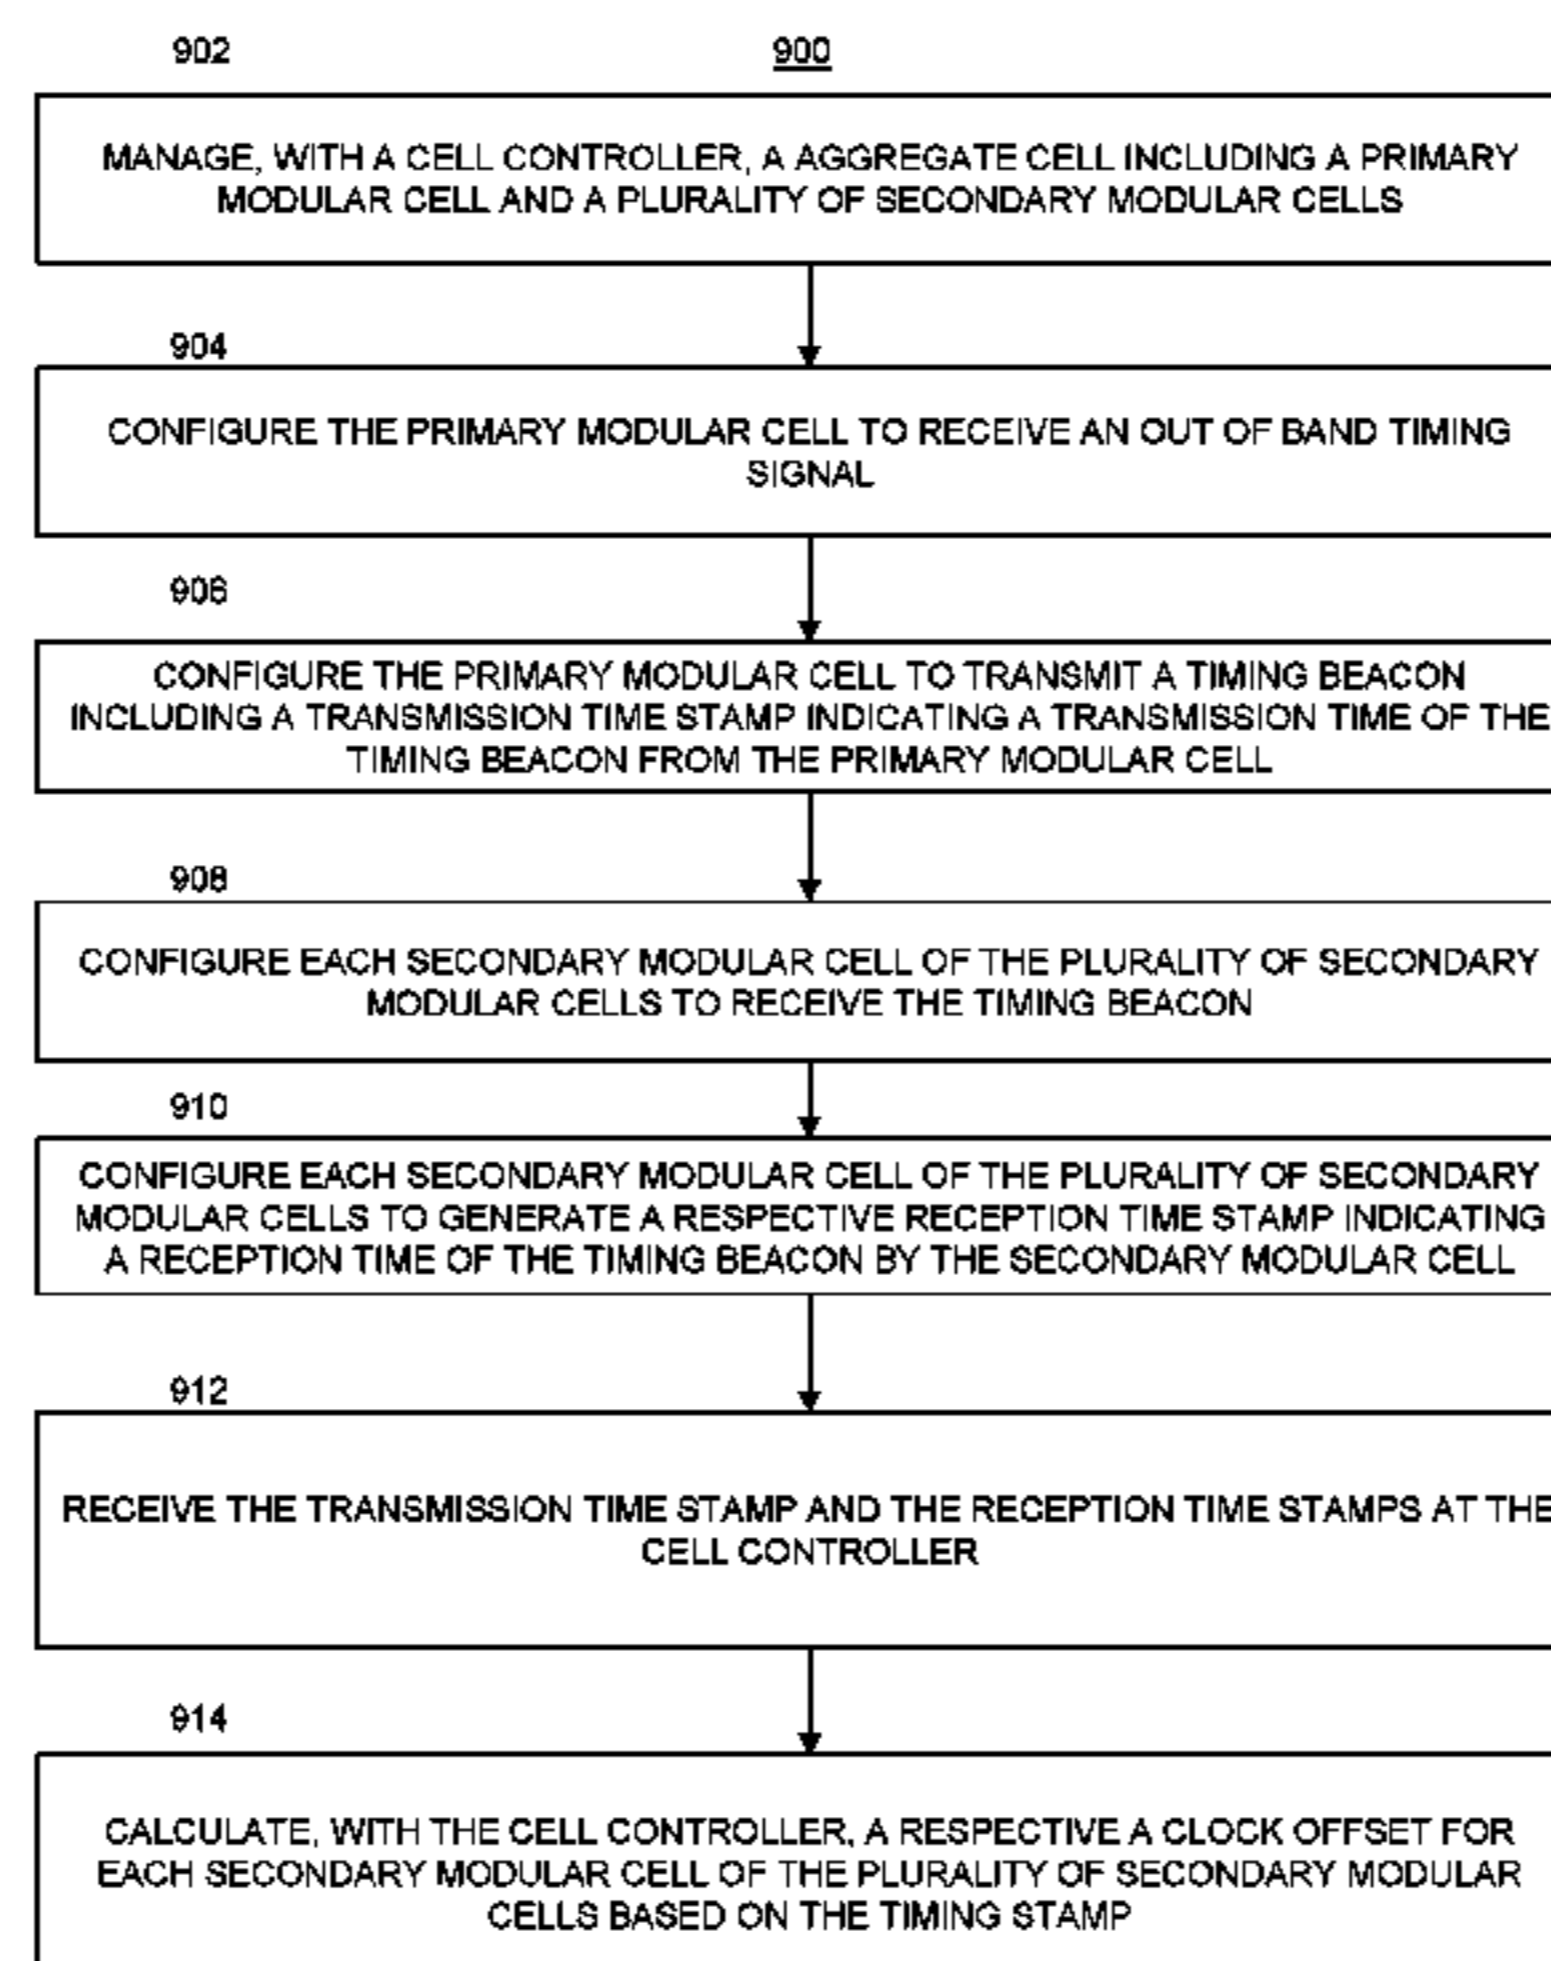 902
900
MANAGE, WITH A CELL CONTROLLER, A AGGREGATE CELL INCLUDING A PRIMARY
MODULAR CELL AND A PLURALITY OF SECONDARY MODULAR CELLS
904
CONFIGURE THE PRIMARY MODULAR CELL TO RECEIVE AN OUT OF BAND TIMING
SIGNAL
906
CONFIGURE THE PRIMARY MODULAR CELL TO TRANSMIT A TIMING BEACON
INCLUDING A TRANSMISSION TIME STAMP INDICATING A TRANSMISSION TIME OF THE
TIMING BEACON FROM THE PRIMARY MODULAR CELL
908
CONFIGURE EACH SECONDARY MODULAR CELL OF THE PLURALITY OF SECONDARY
MODULAR CELLS TO RECEIVE THE TIMING BEACON
910
CONFIGURE EACH SECONDARY MODULAR CELL OF THE PLURALITY OF SECONDARY
MODULAR CELLS TO GENERATE A RESPECTIVE RECEPTION TIME STAMP INDICATING
A RECEPTION TIME OF THE TIMING BEACON BY THE SECONDARY MODULAR CELL
912
RECEIVE THE TRANSMISSION TIME STAMP AND THE RECEPTION TIME STAMPS AT THE
CELL CONTROLLER
914
CALCULATE, WITH THE CELL CONTROLLER, A RESPECTIVE A CLOCK OFFSET FOR
EACH SECONDARY MODULAR CELL OF THE PLURALITY OF SECONDARY MODULAR
CELLS BASED ON THE TIMING STAMP